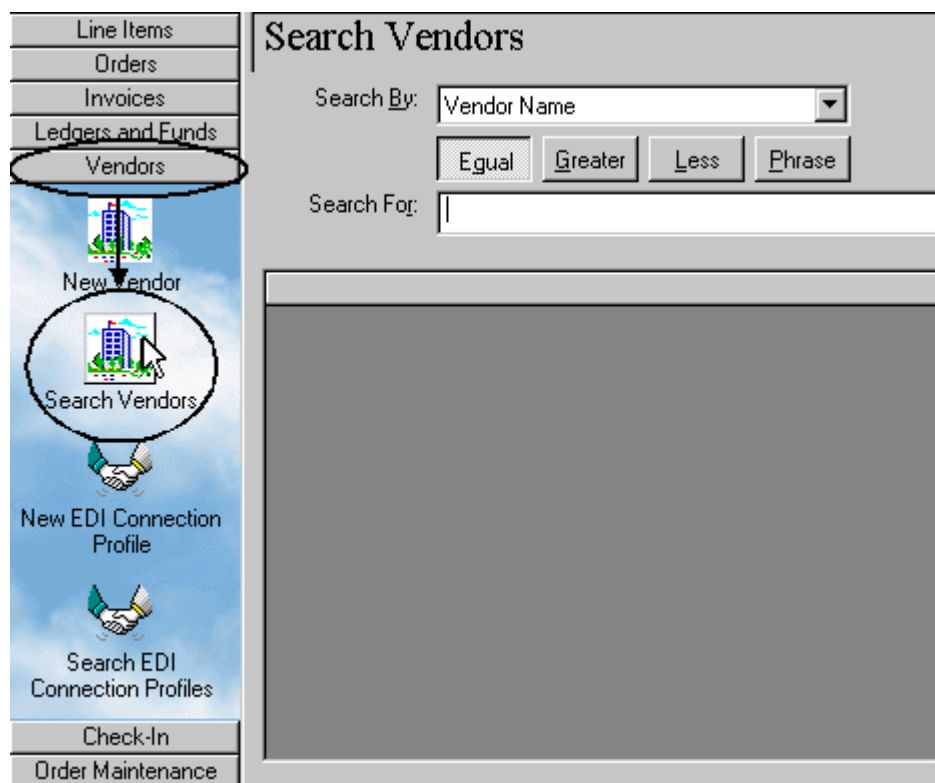 Line Items
Orders
Invoices
Ledgers and Funds
Vendors
New Vendor
Search Vendors
New EDI Connection
Profile
Search EDI
Connection Profiles
Check-In
Order Maintenance
Search Vendors
Search By: Vendor Name
Equal Greater Less Phrase
Search For: